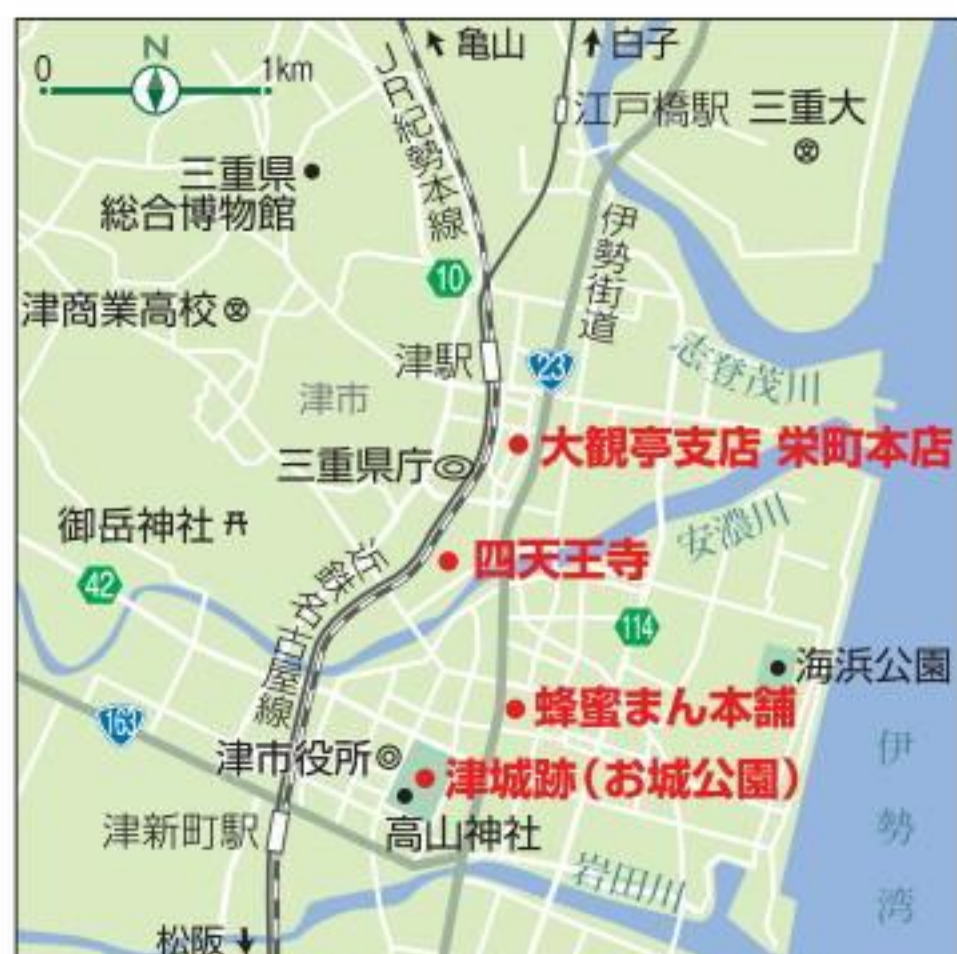 亀山
白子
N
0
1km
江戸橋駅
三重大
JR紀勢本線
三重県
総合博物館
伊勢街道
10
津商業高校
津駅
23
志登茂川
津市
大観亭支店 栄町本店
三重県庁
御岳神社
安濃川
四天王寺
近鉄名古屋線
42
114
海浜公園
163
蜂蜜まん本舗
伊勢湾
津市役所
津城跡(お城公園)
津新町駅
高山神社
岩田川
松阪